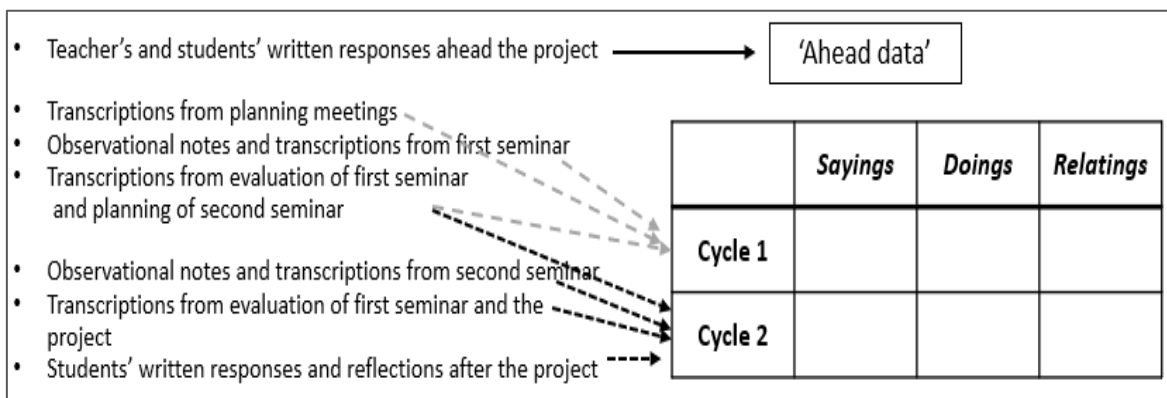 • Teacher's and students' written responses ahead the project
'Ahead data'
• Transcriptions from planning meetings
• Observational notes and transcriptions from first seminar
• Transcriptions from evaluation of first seminar
and planning of second seminar
• Observational notes and transcriptions from second seminar
• Transcriptions from evaluation of first seminar and the
project
• Students' written responses and reflections after the project
Sayings Doings Relatings
Cycle 1
Cycle 2